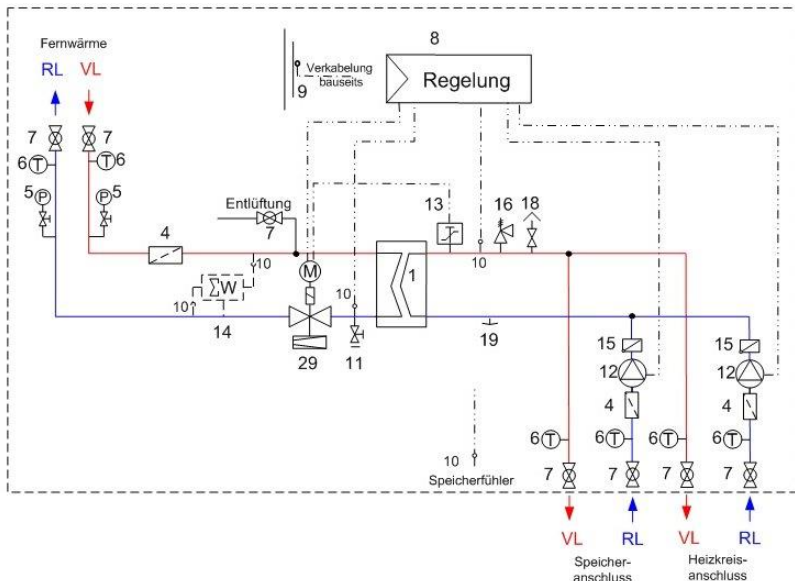 Fernwärme
RL VL
8
Verkabelung
bauseits
9
Regelung
7 7
6 T T 6
5 P P 5
Entlüftung
7
4
13
16
18
10
M
10
1
ΣW
10
10
14
29
11
19
15 15
12 12
4 4
6 T 6 T 6 T 6 T
10
Speicherfühler
7 7 7 7
VL RL VL RL
Speicher-
anschluss
Heizkreis-
anschluss